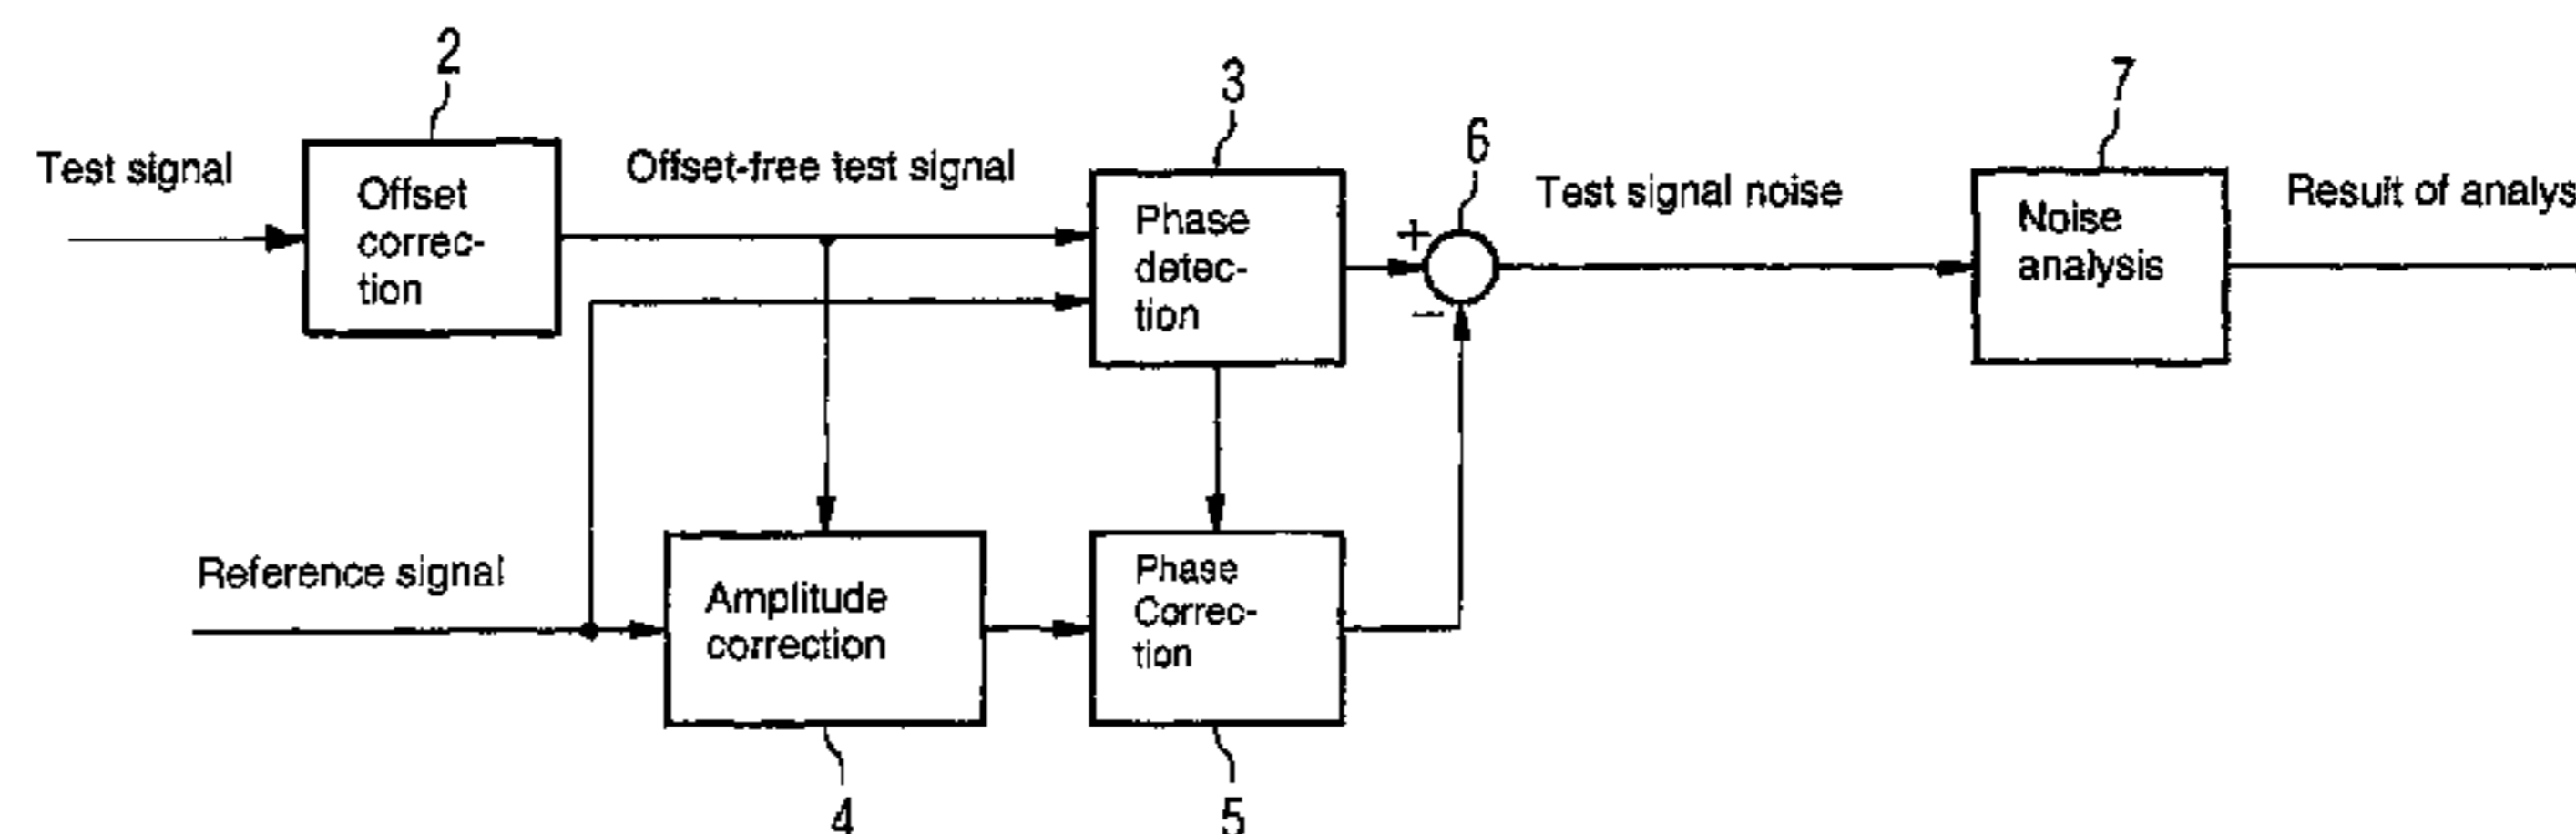 2
3
7
6
Test signal
Offset
correc-
tion
Offset-free test signal
Phase
detec-
tion
+
−
Test signal noise
Noise
analysis
Result of analys
Reference signal
Amplitude
correction
Phase
Correc-
tion
4
5